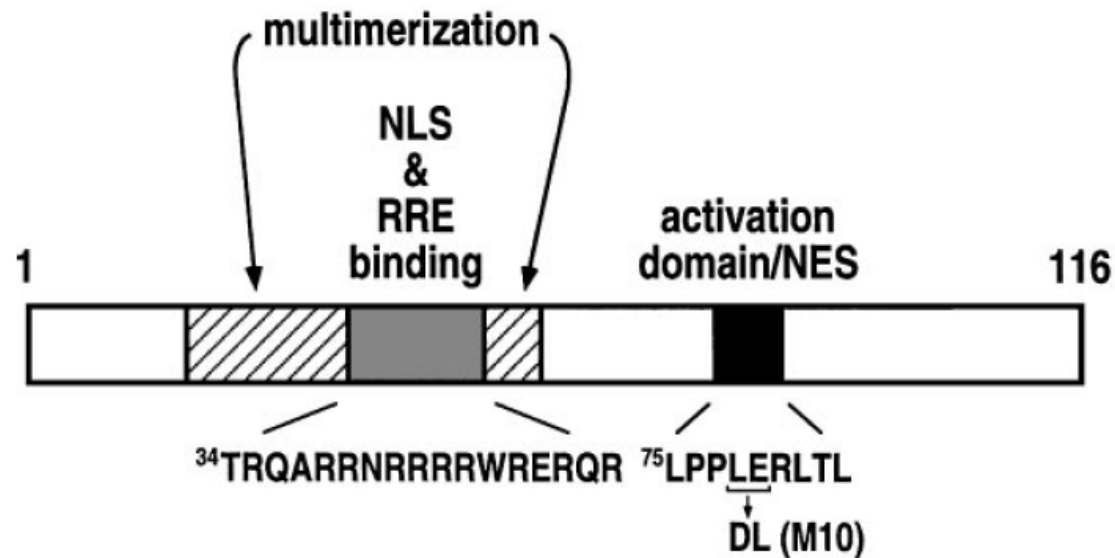 multimerization
NLS
&
RRE
binding
activation
domain/NES
1
116
³⁴TRQARRNRRRRWRERQR
⁷⁵LPPLERLTL
DL (M10)